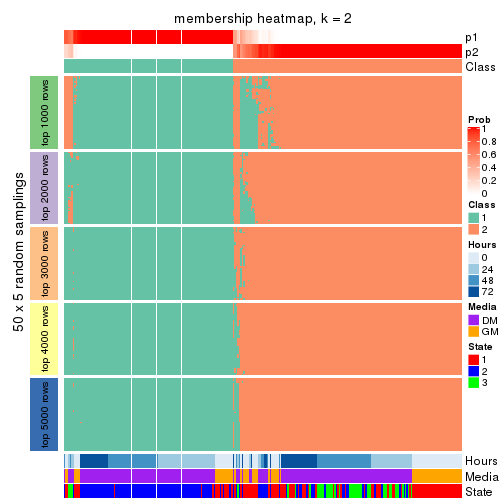 membership heatmap, k = 2
p1
p2
Class
50 x 5 random samplings
top 1000 rows
top 2000 rows
top 3000 rows
top 4000 rows
top 5000 rows
Hours
Media
State
Prob
1
0.8
0.6
0.4
0.2
0
Class
1
2
Hours
0
24
48
72
Media
DM
GM
State
1
2
3